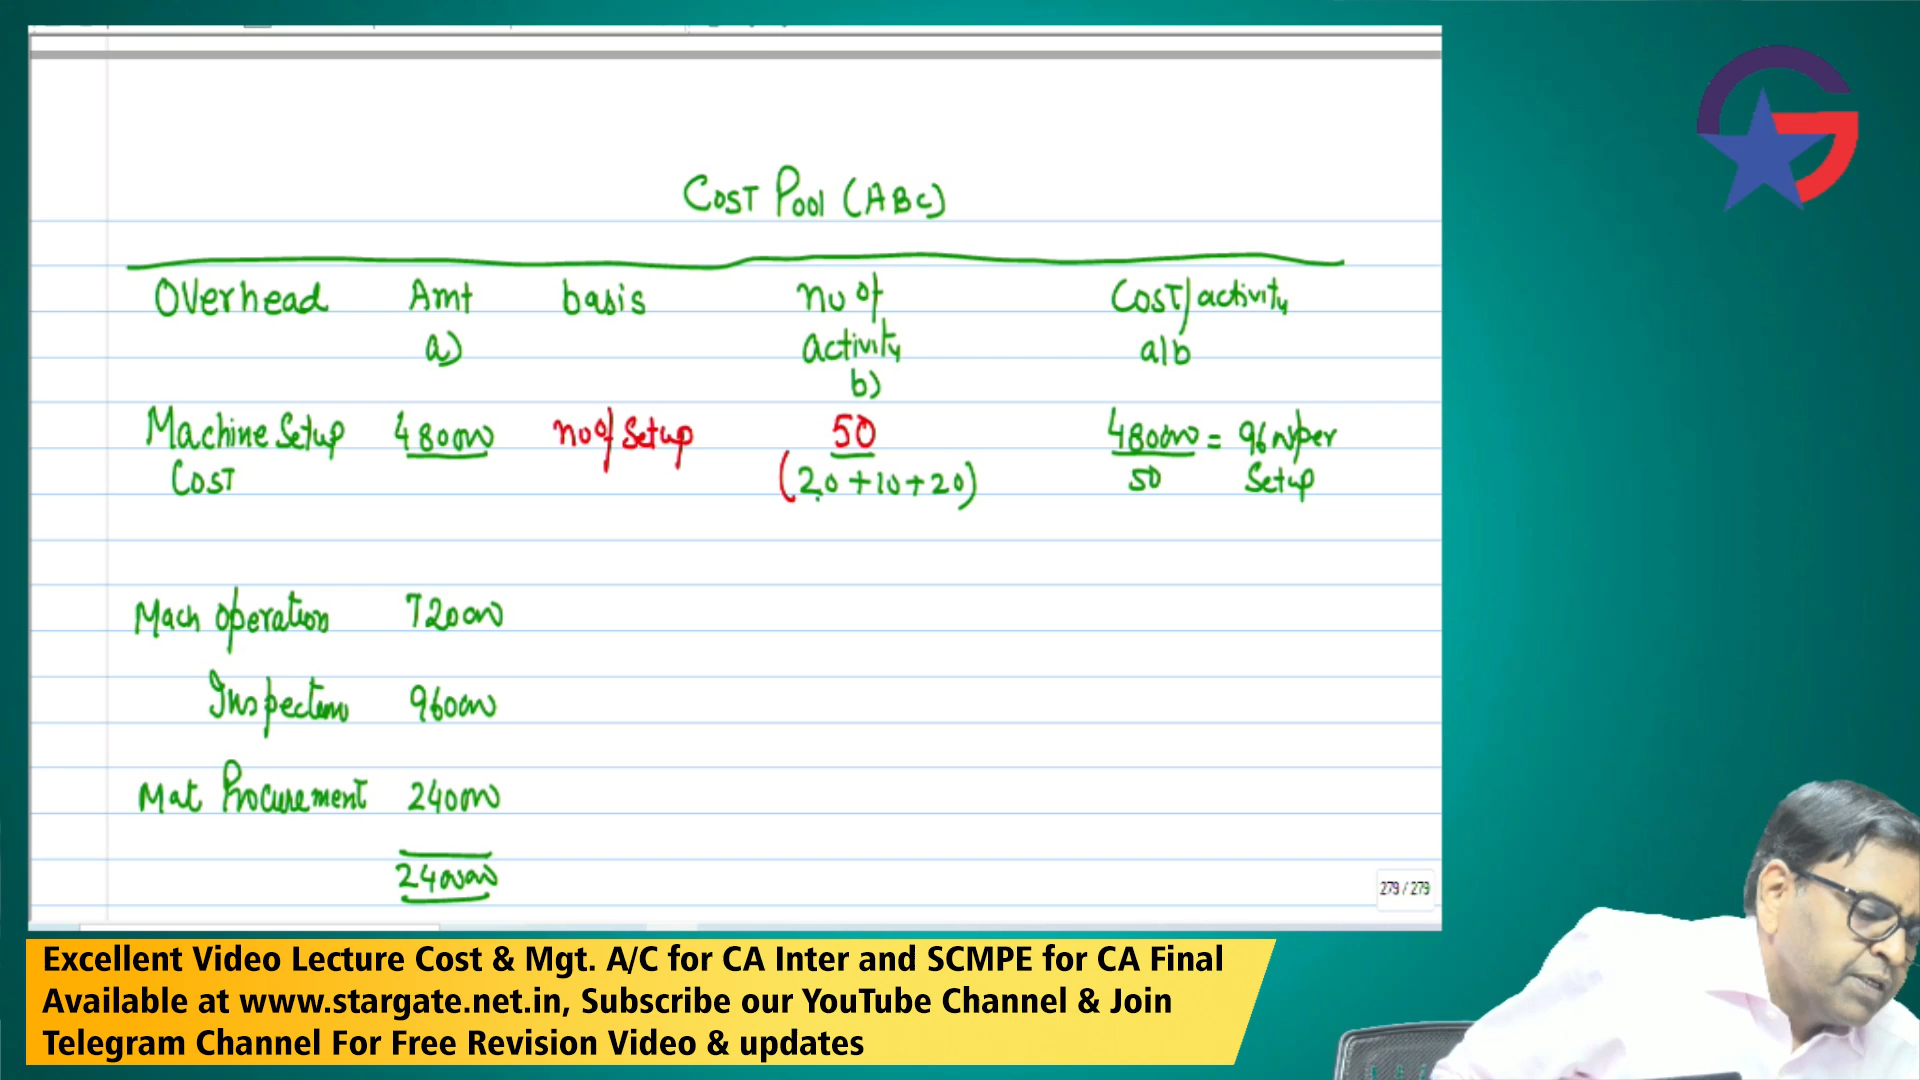 COST POOL (ABC)
Overhead Amt basis no of Cost/activity
a) activity a/b
b)
Machine Setup 480000 no of Setup 50 480000 = 9600/per
Cost (20+10+20) 50 Setup
Mach operation 720000
Inspection 960000
Mat Procurement 240000
2400000
279 / 279
Excellent Video Lecture Cost & Mgt. A/C for CA Inter and SCMPE for CA Final
Available at www.stargate.net.in, Subscribe our YouTube Channel & Join
Telegram Channel For Free Revision Video & updates